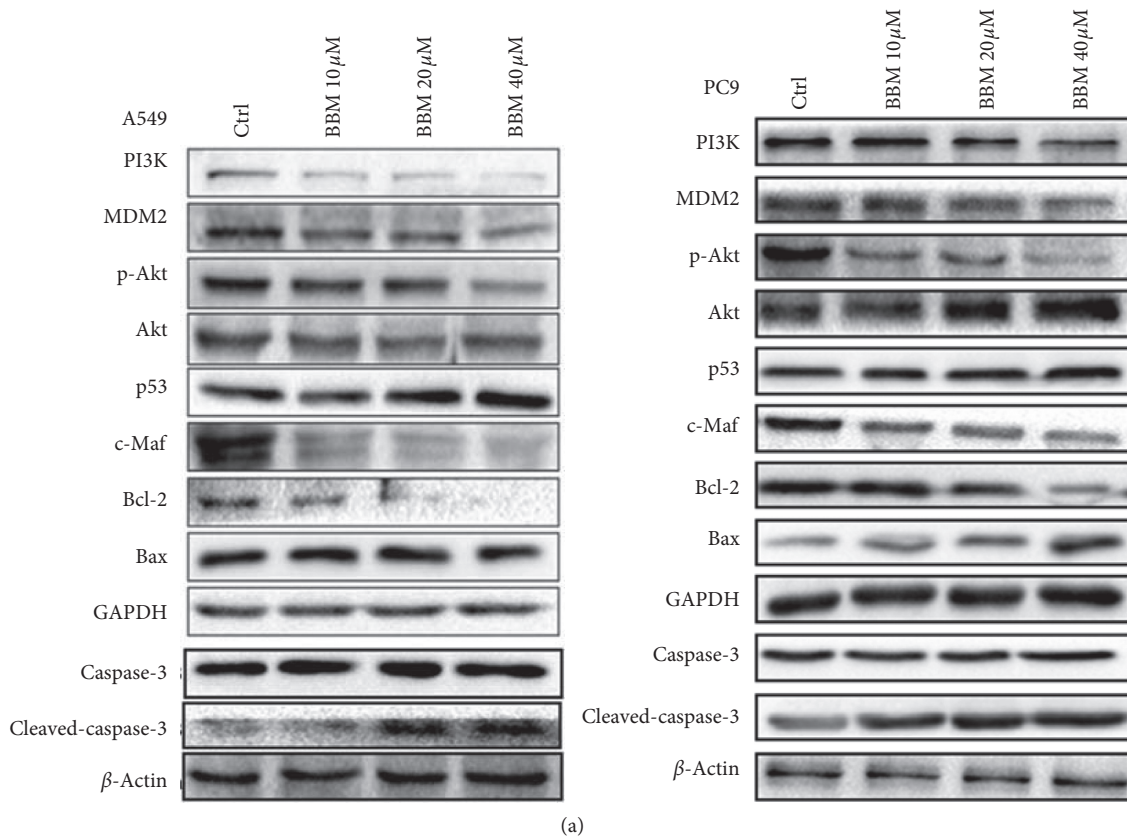 A549
Ctrl
BBM 10 μM
BBM 20 μM
BBM 40 μM
PI3K
MDM2
p-Akt
Akt
p53
c-Maf
Bcl-2
Bax
GAPDH
Caspase-3
Cleaved-caspase-3
β-Actin
PC9
Ctrl
BBM 10 μM
BBM 20 μM
BBM 40 μM
PI3K
MDM2
p-Akt
Akt
p53
c-Maf
Bcl-2
Bax
GAPDH
Caspase-3
Cleaved-caspase-3
β-Actin
(a)